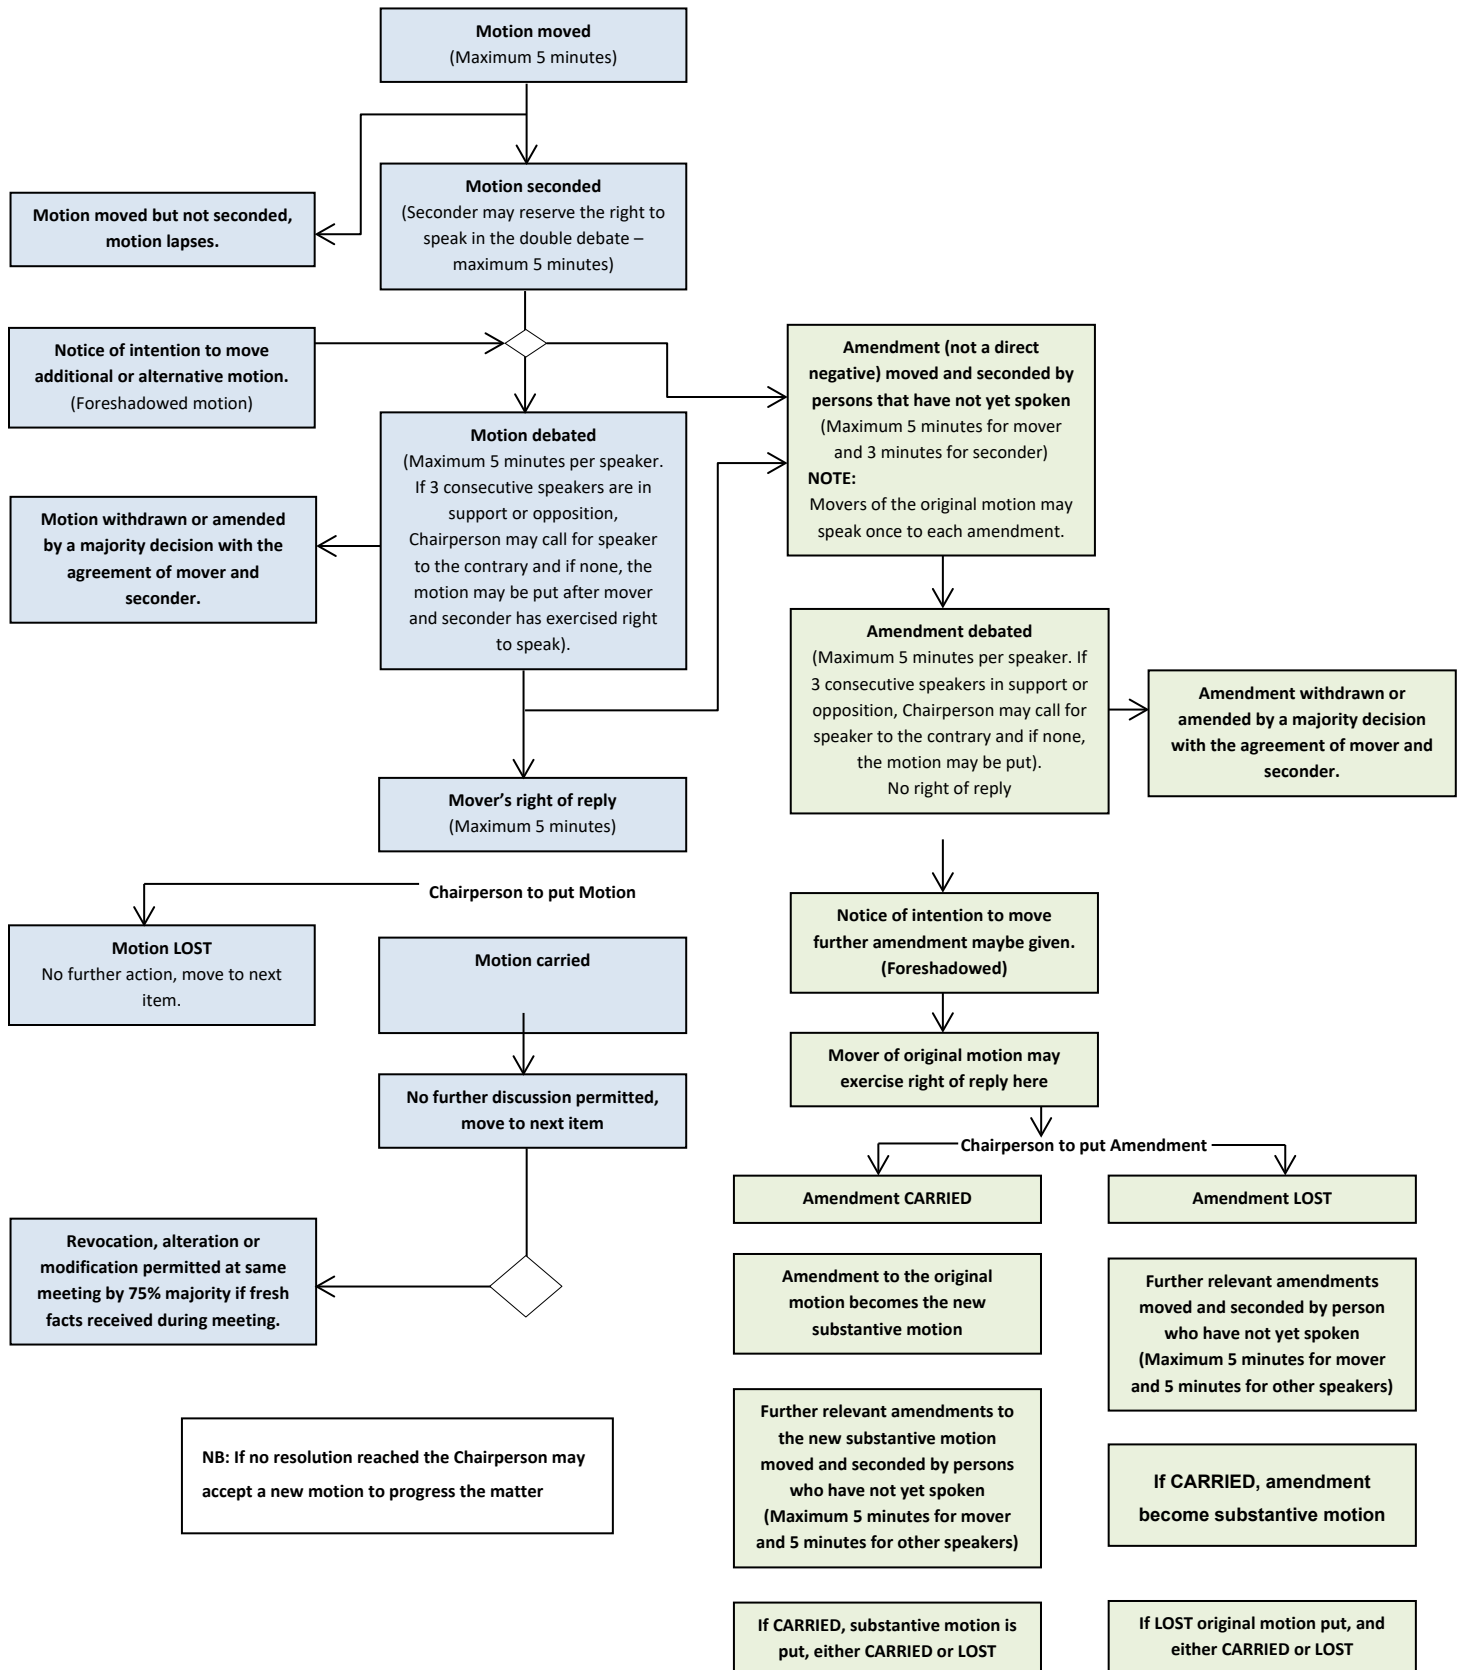 Motion moved
(Maximum 5 minutes)
Motion seconded
(Seconder may reserve the right to
speak in the double debate –
maximum 5 minutes)
Motion moved but not seconded,
motion lapses.
Notice of intention to move
additional or alternative motion.
(Foreshadowed motion)
Amendment (not a direct
negative) moved and seconded by
persons that have not yet spoken
(Maximum 5 minutes for mover
and 3 minutes for seconder)
NOTE:
Movers of the original motion may
speak once to each amendment.
Motion debated
(Maximum 5 minutes per speaker.
If 3 consecutive speakers are in
support or opposition,
Chairperson may call for speaker
to the contrary and if none, the
motion may be put after mover
and seconder has exercised right
to speak).
Motion withdrawn or amended
by a majority decision with the
agreement of mover and
seconder.
Amendment debated
(Maximum 5 minutes per speaker. If
3 consecutive speakers in support or
opposition, Chairperson may call for
speaker to the contrary and if none,
the motion may be put).
No right of reply
Amendment withdrawn or
amended by a majority decision
with the agreement of mover and
seconder.
Mover’s right of reply
(Maximum 5 minutes)
Chairperson to put Motion
Motion LOST
No further action, move to next
item.
Motion carried
Notice of intention to move
further amendment maybe given.
(Foreshadowed)
Mover of original motion may
exercise right of reply here
No further discussion permitted,
move to next item
Chairperson to put Amendment
Amendment CARRIED
Amendment LOST
Revocation, alteration or
modification permitted at same
meeting by 75% majority if fresh
facts received during meeting.
Amendment to the original
motion becomes the new
substantive motion
Further relevant amendments
moved and seconded by person
who have not yet spoken
(Maximum 5 minutes for mover
and 5 minutes for other speakers)
NB: If no resolution reached the Chairperson may
accept a new motion to progress the matter
Further relevant amendments to
the new substantive motion
moved and seconded by persons
who have not yet spoken
(Maximum 5 minutes for mover
and 5 minutes for other speakers)
If CARRIED, amendment
become substantive motion
If CARRIED, substantive motion is
put, either CARRIED or LOST
If LOST original motion put, and
either CARRIED or LOST